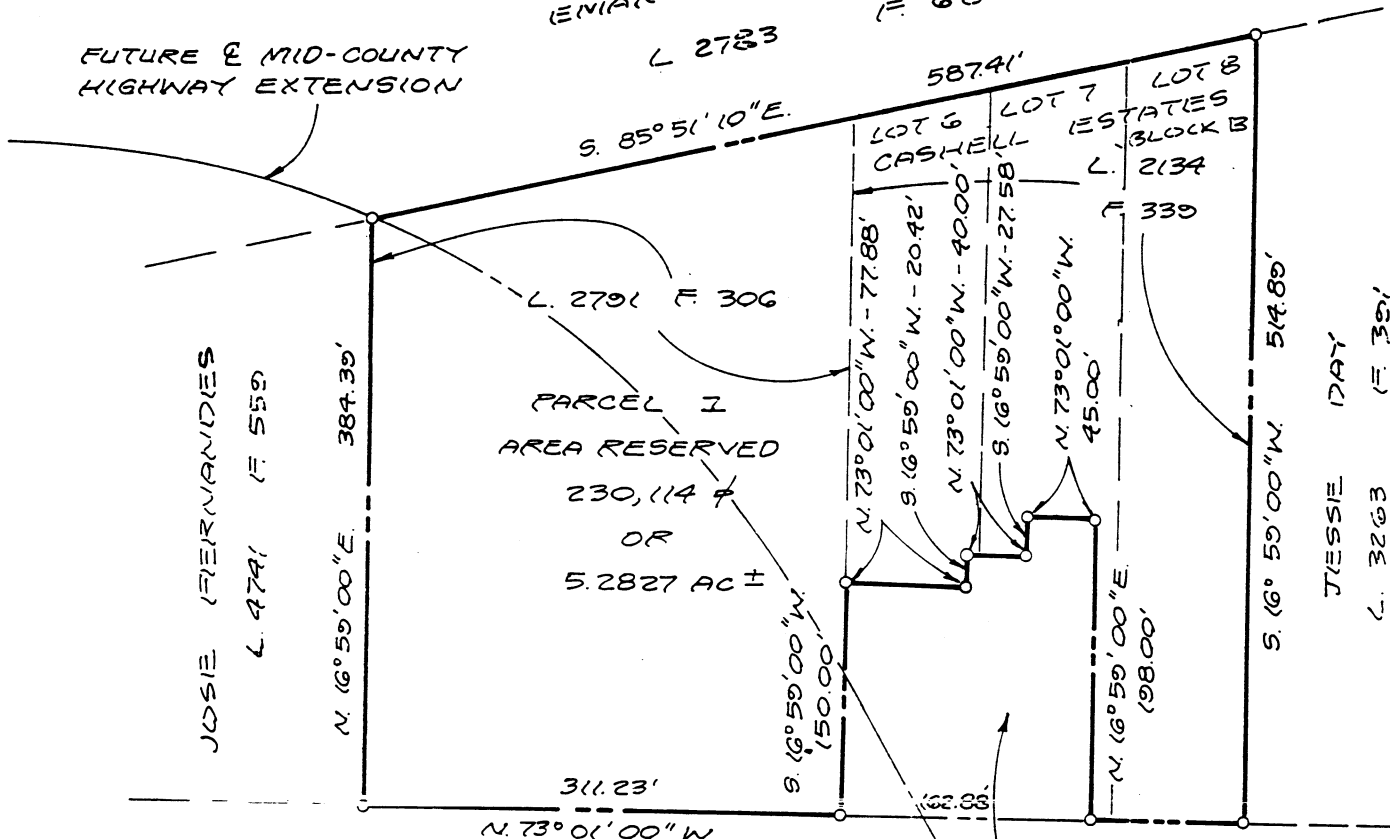 L 2783
FUTURE ℄ MID-COUNTY
HIGHWAY EXTENSION
S. 85° 51' 10" E.
587.41'
LOT 6
LOT 7
LOT 8
CASHELL
ESTATES
BLOCK B
L. 2134
F. 339
L. 2791 F. 306
PARCEL I
AREA RESERVED
230,114 ⌀
OR
5.2827 AC ±
JOSIE FERNANDES
L. 4741 F. 559
N. 16° 59' 00" E.
384.39'
N. 73° 01' 00" W. - 77.88'
S. 16° 59' 00" W. - 20.42'
N. 73° 01' 00" W. - 40.00'
S. 16° 59' 00" W. - 27.58'
N. 73° 01' 00" W.
45.00'
S. 16° 59' 00" W.
150.00'
N. 16° 59' 00" E.
198.00'
S. 16° 59' 00" W. 514.89'
JESSIE DAY
L. 3263 F. 391
311.23'
N. 73° 01' 00" W
162.88'